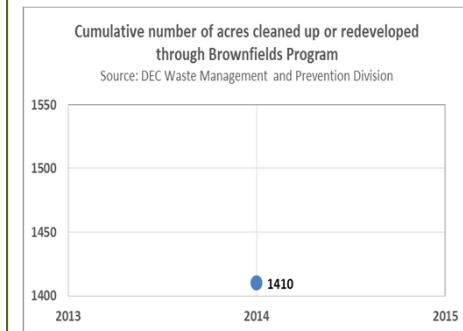 Cumulative number of acres cleaned up or redeveloped
through Brownfields Program
Source: DEC Waste Management and Prevention Division
1550
1500
1450
1410
1400
2013 2014 2015